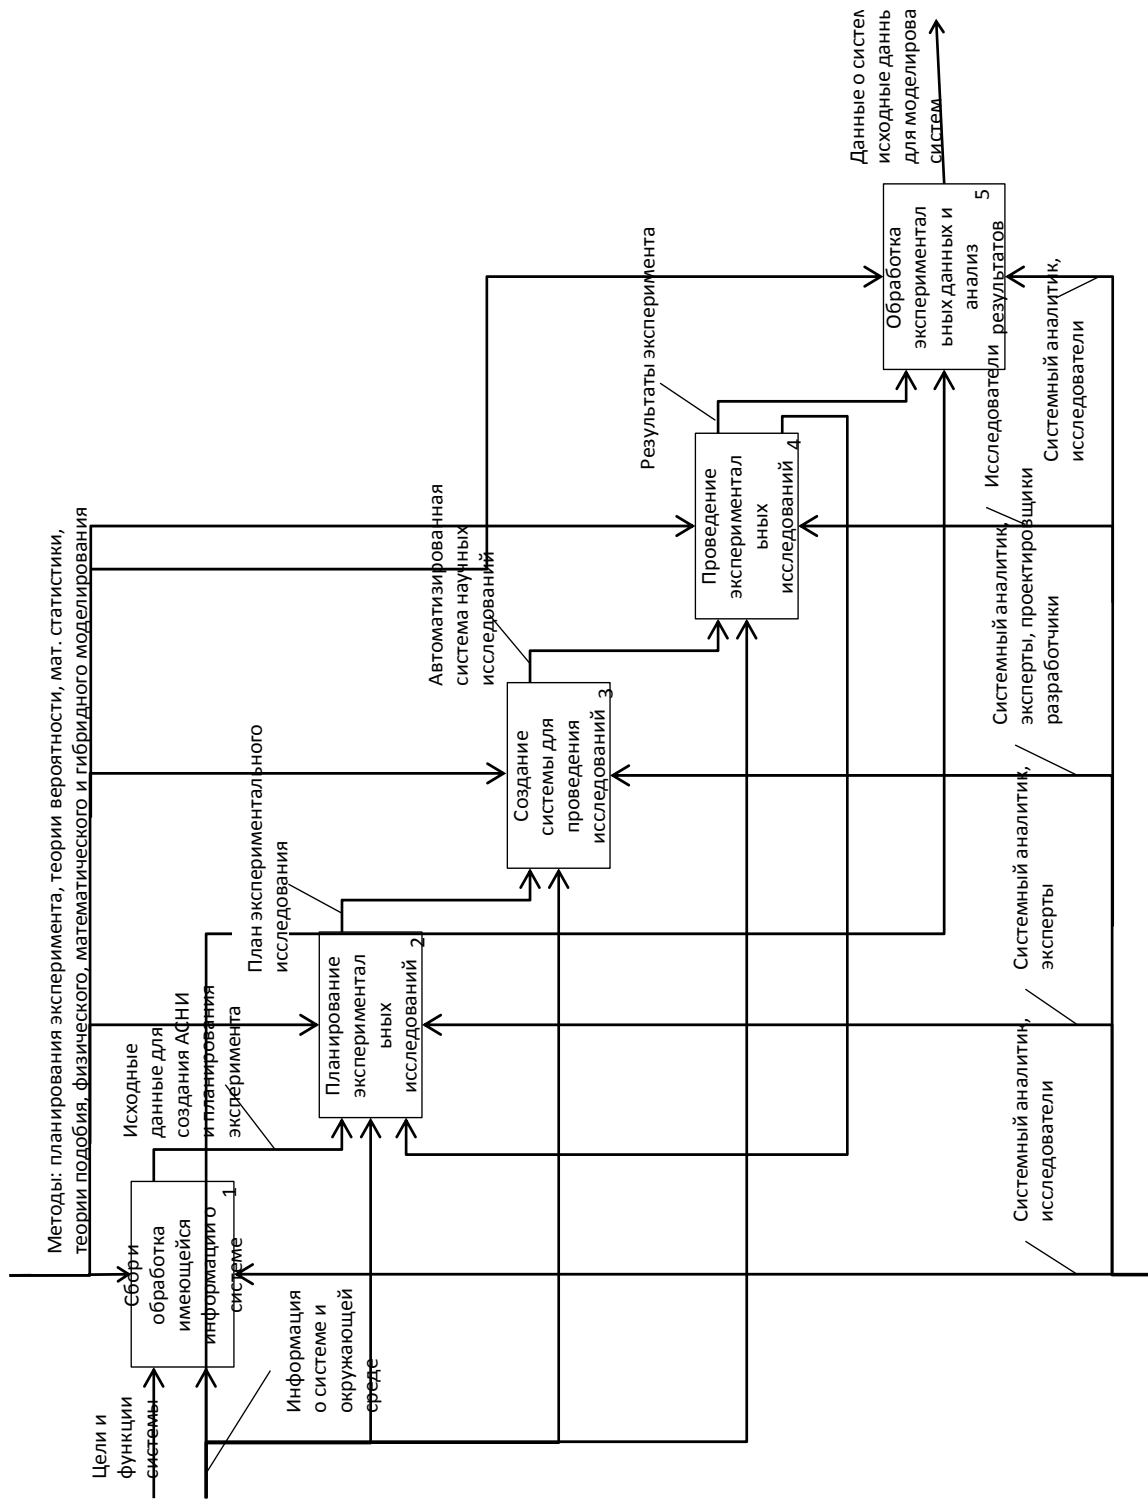 Методы: планирования эксперимента, теории вероятности, мат. статистики,
теории подобия, физического, математического и гибридного моделирования
Цели и
функции
системы
Сбор и
обработка
имеющейся
информации о
системе
1
Информация
о системе и
окружающей
среде
Исходные
данные для
создания АСНИ
и планирования
эксперимента
Планирование
эксперименталь
ьных
исследований
2
План экспериментального
исследования
Создание
системы для
проведения
исследований
3
Автоматизированная
система научных
исследований
Проведение
эксперименталь
ьных
исследований
4
Результаты эксперимента
Обработка
эксперименталь
ьных данных и
анализ
результатов
5
Данные о систем
исходные даннь
для моделирова
систем
Системный аналитик,
исследователи
Системный аналитик,
эксперты
Системный аналитик,
эксперты, проектировщики
разработчики
Исследователи
Системный аналитик,
исследователи